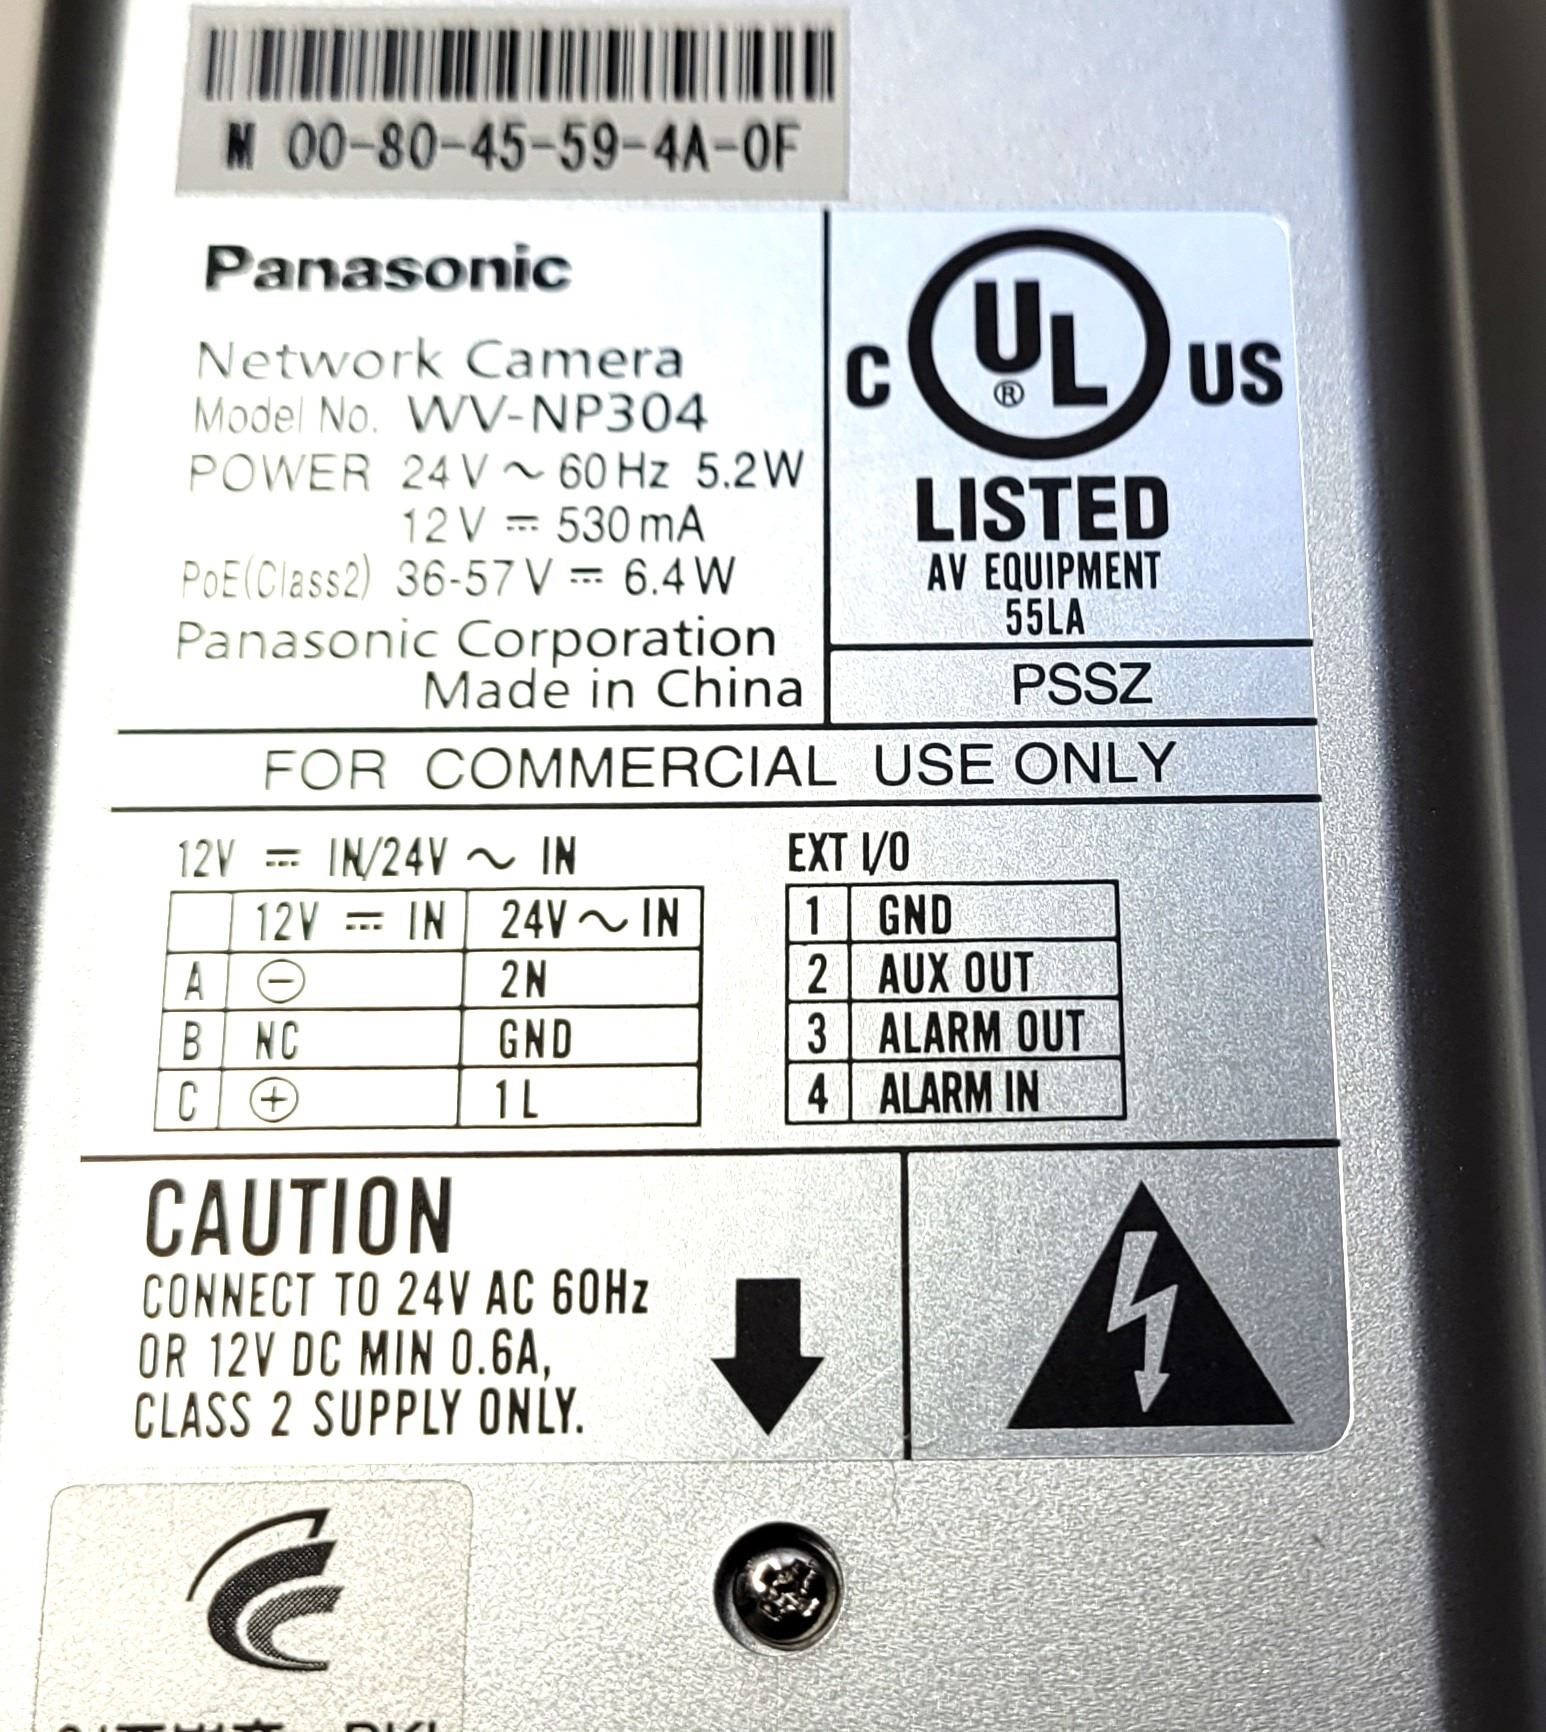 M 00-80-45-59-4A-0F
Panasonic
Network Camera
Model No. WV-NP304
POWER 24V ~ 60Hz 5.2W
12V ⎓ 530mA
PoE(Class2) 36-57V ⎓ 6.4W
Panasonic Corporation
Made in China
C UL ® US
LISTED
AV EQUIPMENT
55LA
PSSZ
FOR COMMERCIAL USE ONLY
12V ⎓ IN/24V ~ IN
12V ⎓ IN 24V ~ IN
A ⊖ 2N
B NC GND
C ⊕ 1L
EXT I/O
1 GND
2 AUX OUT
3 ALARM OUT
4 ALARM IN
CAUTION
CONNECT TO 24V AC 60Hz
OR 12V DC MIN 0.6A,
CLASS 2 SUPPLY ONLY.